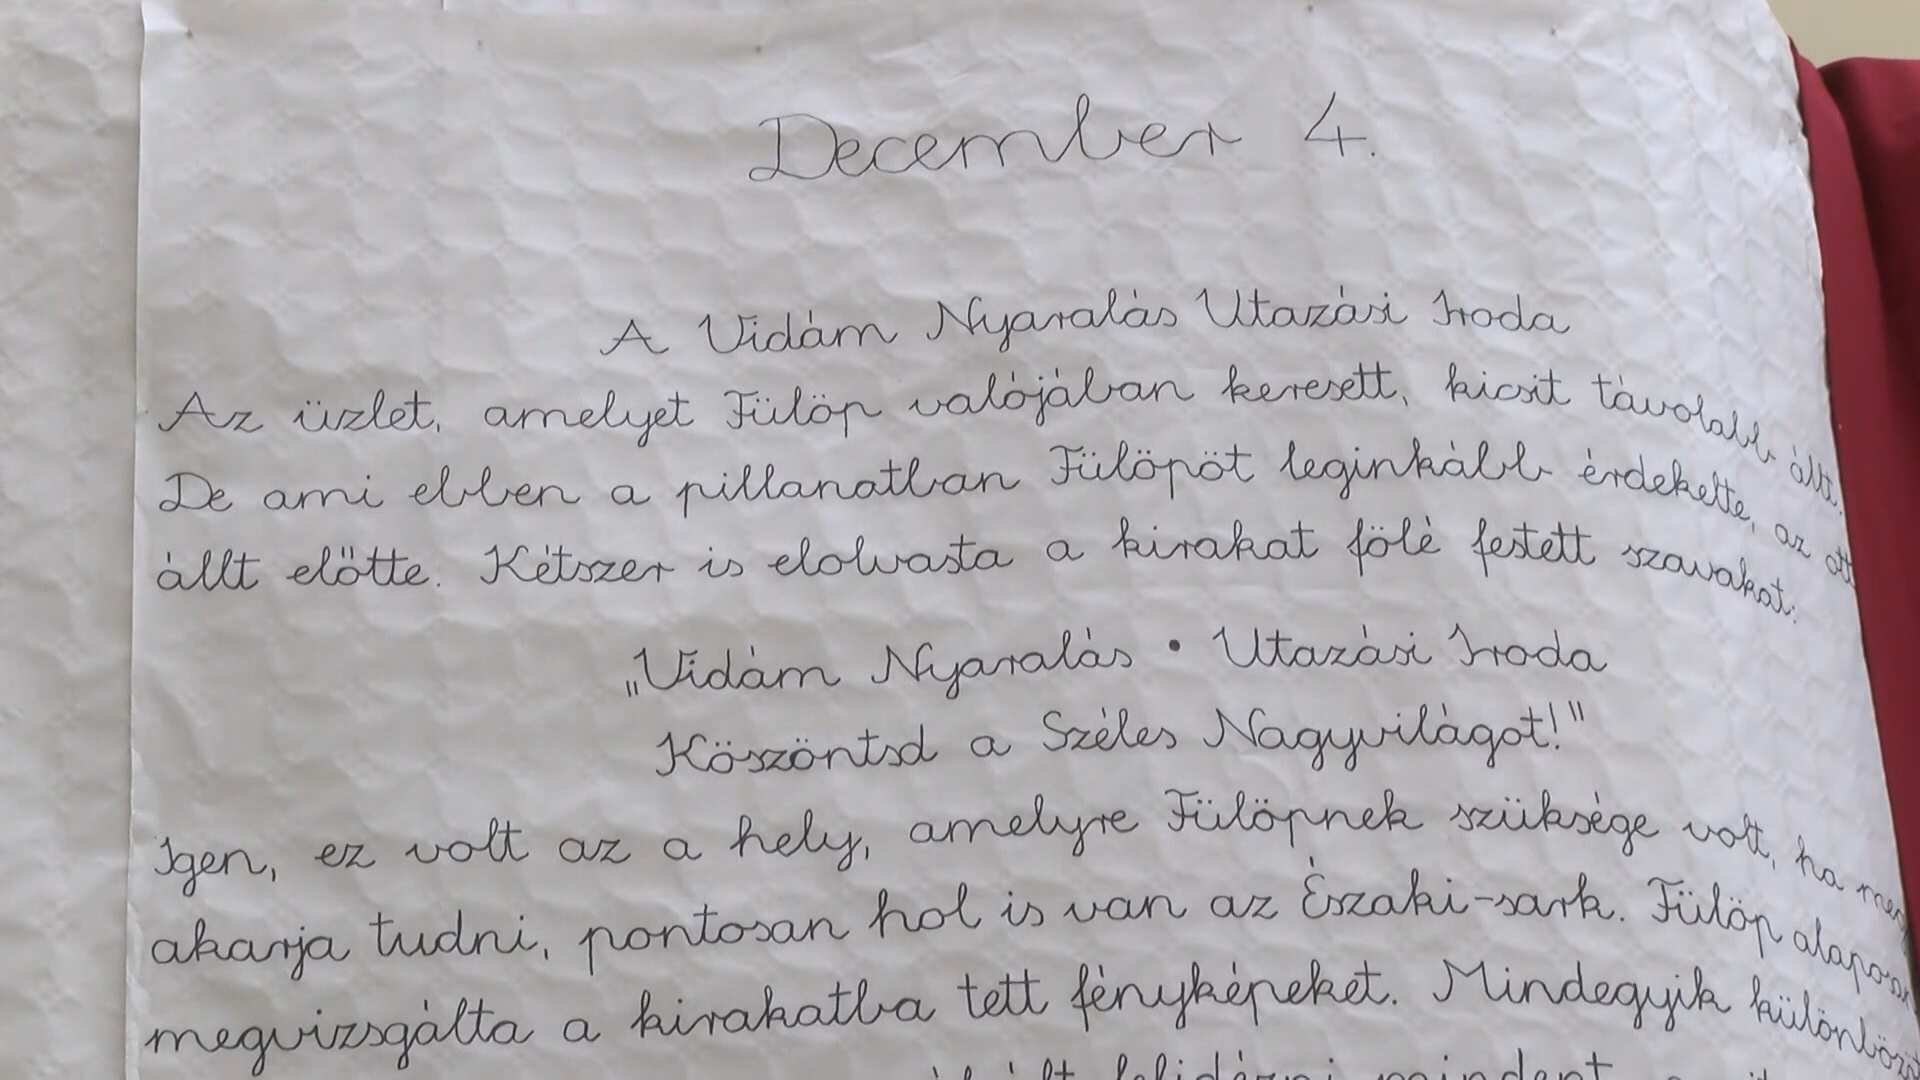 December 4.
A Vidám Nyaralás Utazási Iroda
Az üzlet, amelyet Fülöp valójában keresett, kicsit távolabb állt.
De ami ebben a pillanatban Fülöpöt leginkább érdekelte, az ott
állt előtte. Kétszer is elolvasta a kirakat fölé festett szavakat:
„Vidám Nyaralás • Utazási Iroda
Köszöntsd a Széles Nagyvilágot!"
Igen, ez volt az a hely, amelyre Fülöpnek szüksége volt, ha meg
akarja tudni, pontosan hol is van az Északi-sark. Fülöp alaposan
megvizsgálta a kirakatba tett fényképeket. Mindegyik különböző
mindent